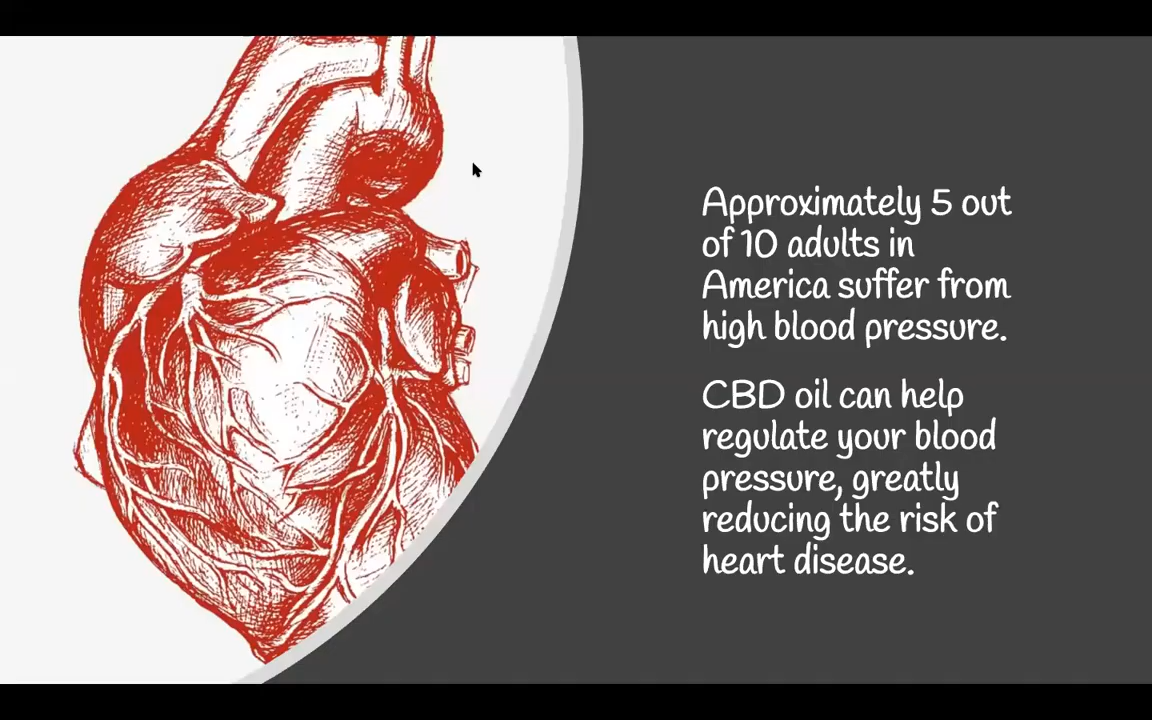 Approximately 5 out
of 10 adults in
America suffer from
high blood pressure.
CBD oil can help
regulate your blood
pressure, greatly
reducing the risk of
heart disease.